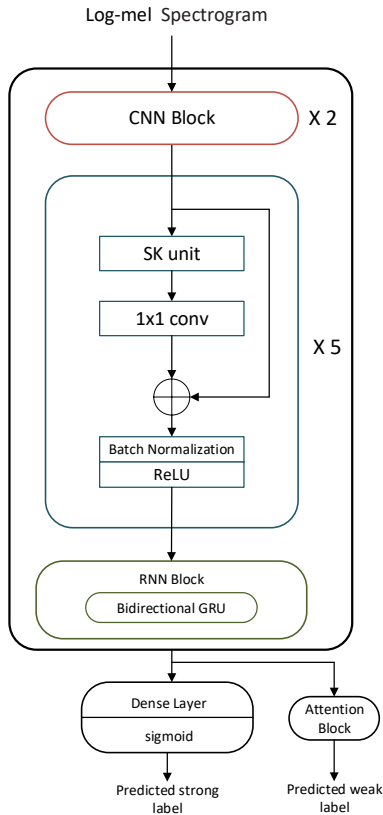 Log-mel Spectrogram
CNN Block
X 2
SK unit
1x1 conv
X 5
Batch Normalization
ReLU
RNN Block
Bidirectional GRU
Dense Layer
sigmoid
Attention
Block
Predicted strong
label
Predicted weak
label